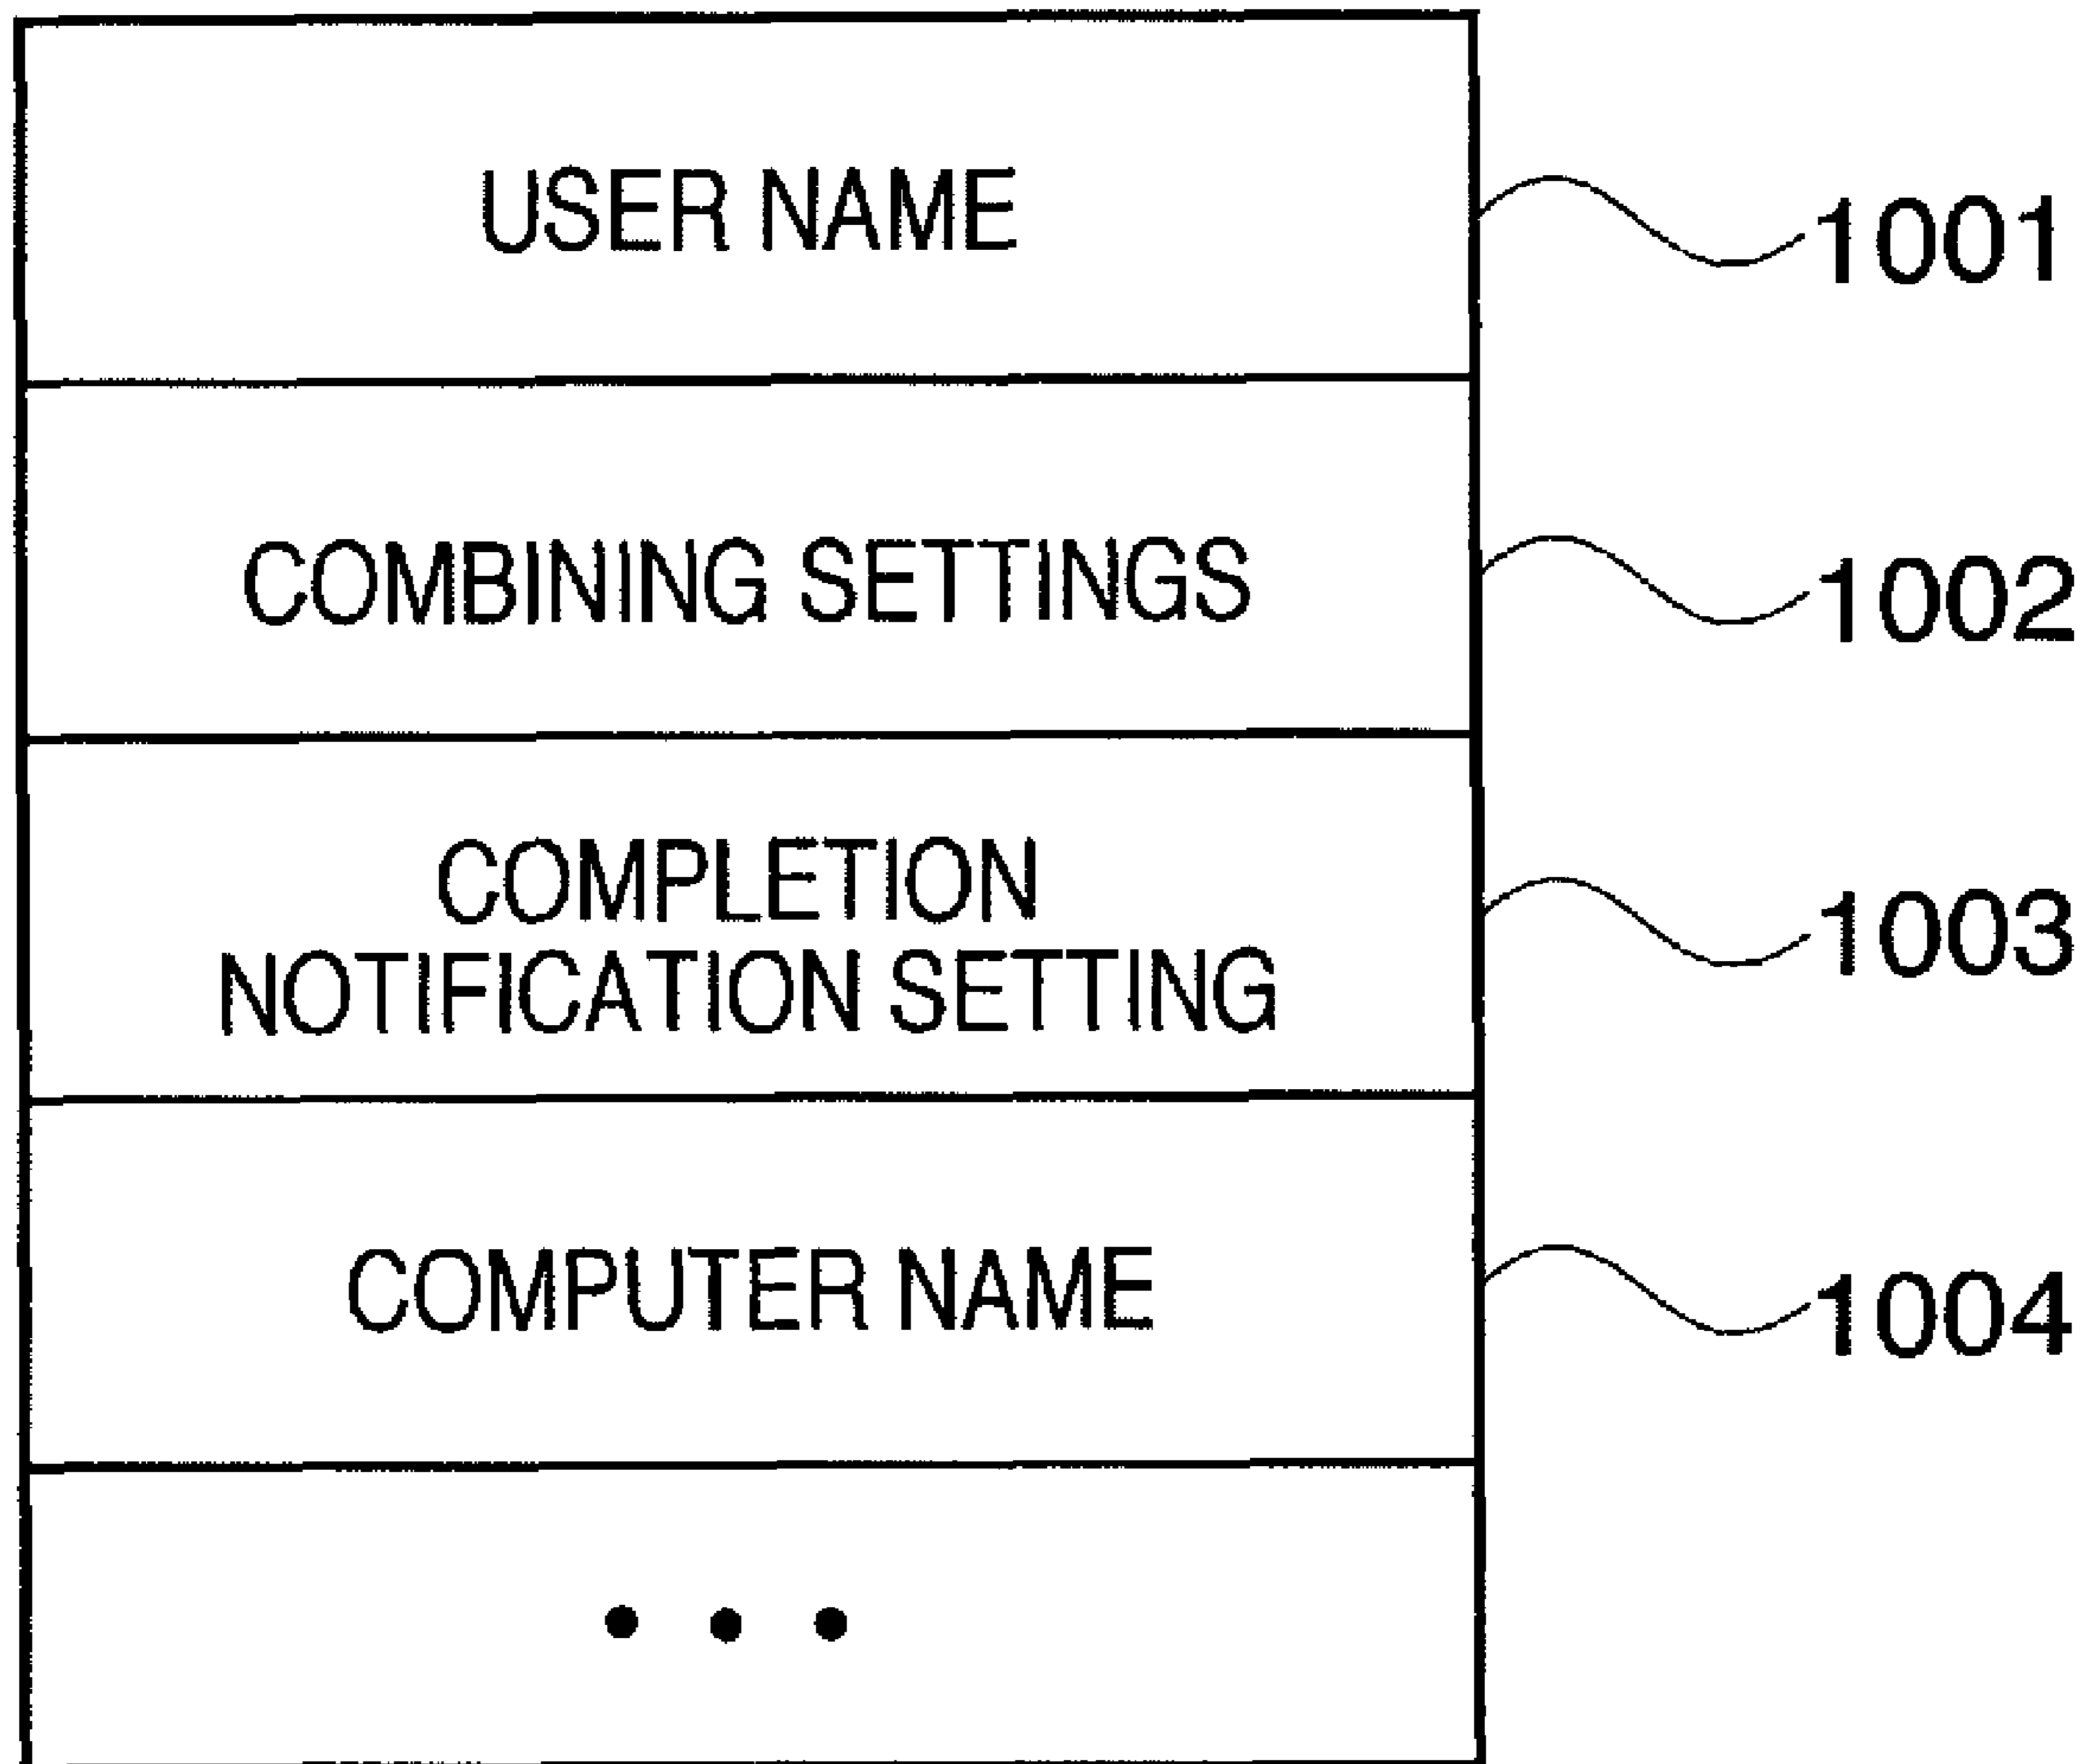 USER NAME 1001
COMBINING SETTINGS 1002
COMPLETION
NOTIFICATION SETTING 1003
COMPUTER NAME 1004
• • •